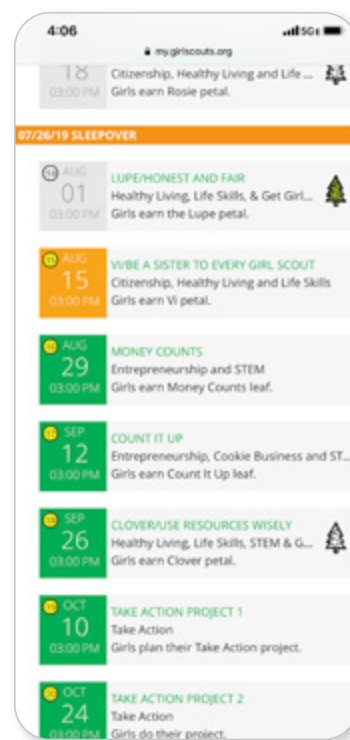 4:06
5G
my.girlscouts.org
18
03:00 PM
Citizenship, Healthy Living and Life ...
Girls earn Rosie petal.
07/26/19 SLEEPOVER
AUG
01
03:00 PM
LUPE/HONEST AND FAIR
Healthy Living, Life Skills, & Get Girl...
Girls earn the Lupe petal.
AUG
15
03:00 PM
VI/BE A SISTER TO EVERY GIRL SCOUT
Citizenship, Healthy Living and Life Skills
Girls earn Vi petal.
AUG
29
03:00 PM
MONEY COUNTS
Entrepreneurship and STEM
Girls earn Money Counts leaf.
SEP
12
03:00 PM
COUNT IT UP
Entrepreneurship, Cookie Business and ST...
Girls earn Count It Up leaf.
SEP
26
03:00 PM
CLOVER/USE RESOURCES WISELY
Healthy Living, Life Skills, STEM & G...
Girls earn Clover petal.
OCT
10
03:00 PM
TAKE ACTION PROJECT 1
Take Action
Girls plan their Take Action project.
OCT
24
03:00 PM
TAKE ACTION PROJECT 2
Take Action
Girls do their project.